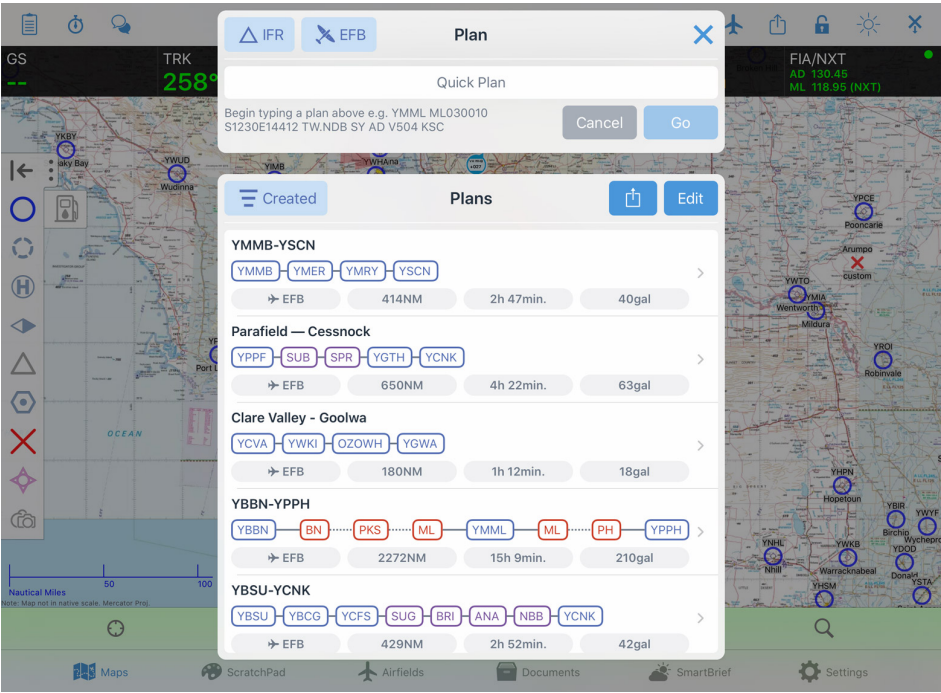 IFR
EFB
Plan
GS
--
TRK
258°
FIA/NXT
AD 130.45
ML 118.95 (NXT)
Quick Plan
Begin typing a plan above e.g. YMML ML030010
S1230E14412 TW.NDB SY AD V504 KSC
Cancel
Go
YKBY
aky Bay
YWUD
Wudinna
YIMB
YWHAna
Created
Plans
Edit
YMMB-YSCN
YMMB YMER YMRY YSCN
EFB 414NM 2h 47min. 40gal
Parafield — Cessnock
YPPF SUB SPR YGTH YCNK
EFB 650NM 4h 22min. 63gal
Clare Valley - Goolwa
YCVA YWKI OZOWH YGWA
EFB 180NM 1h 12min. 18gal
YBBN-YPPH
YBBN BN PKS ML YMML ML PH YPPH
EFB 2272NM 15h 9min. 210gal
YBSU-YCNK
YBSU YBCG YCFS SUG BRI ANA NBB YCNK
EFB 429NM 2h 52min. 42gal
YPCE
Pooncarie
Arumpo
custom
YWTO
Wentworth
YMIA
Mildura
YROI
Robinvale
YHPN
Hopetoun
YBIR
Birchip
YWYF
Wychepro
YNHL
Nhill
YWKB
Warracknabeal
YDOD
Donald
YSTA
YHSM
H
YP
Port L
OCEAN
50
100
Nautical Miles
Note: Map not in native scale. Mercator Proj.
Maps
ScratchPad
Airfields
Documents
SmartBrief
Settings